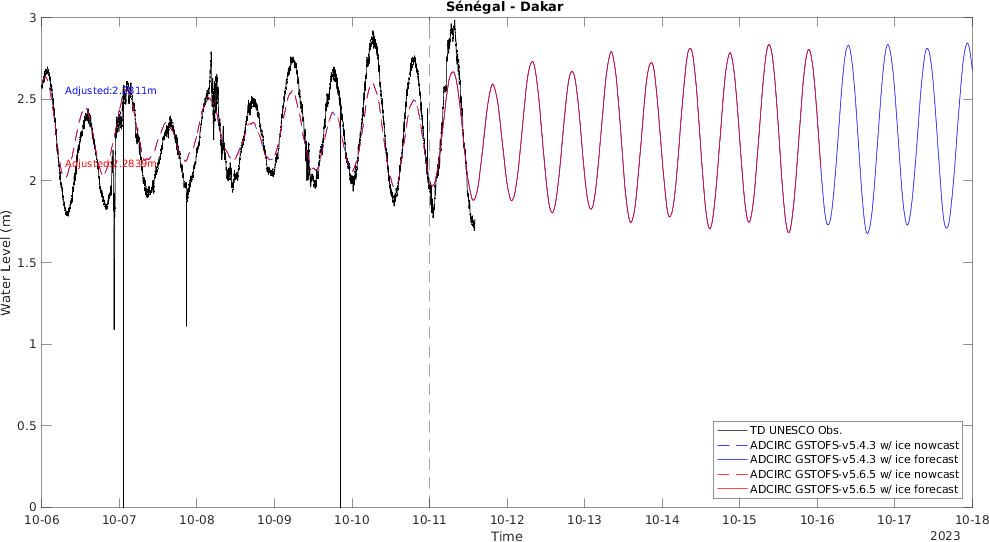 Sénégal - Dakar
Water Level (m)
3
2.5
2
1.5
1
0.5
0
Adjusted:2.2839m
10-06
10-07
10-08
10-09
10-10
10-11
10-12
10-13
10-14
10-15
10-16
10-17
10-18
2023
Time
TD UNESCO Obs.
ADCIRC GSTOFS-v5.4.3 w/ ice nowcast
ADCIRC GSTOFS-v5.4.3 w/ ice forecast
ADCIRC GSTOFS-v5.6.5 w/ ice nowcast
ADCIRC GSTOFS-v5.6.5 w/ ice forecast